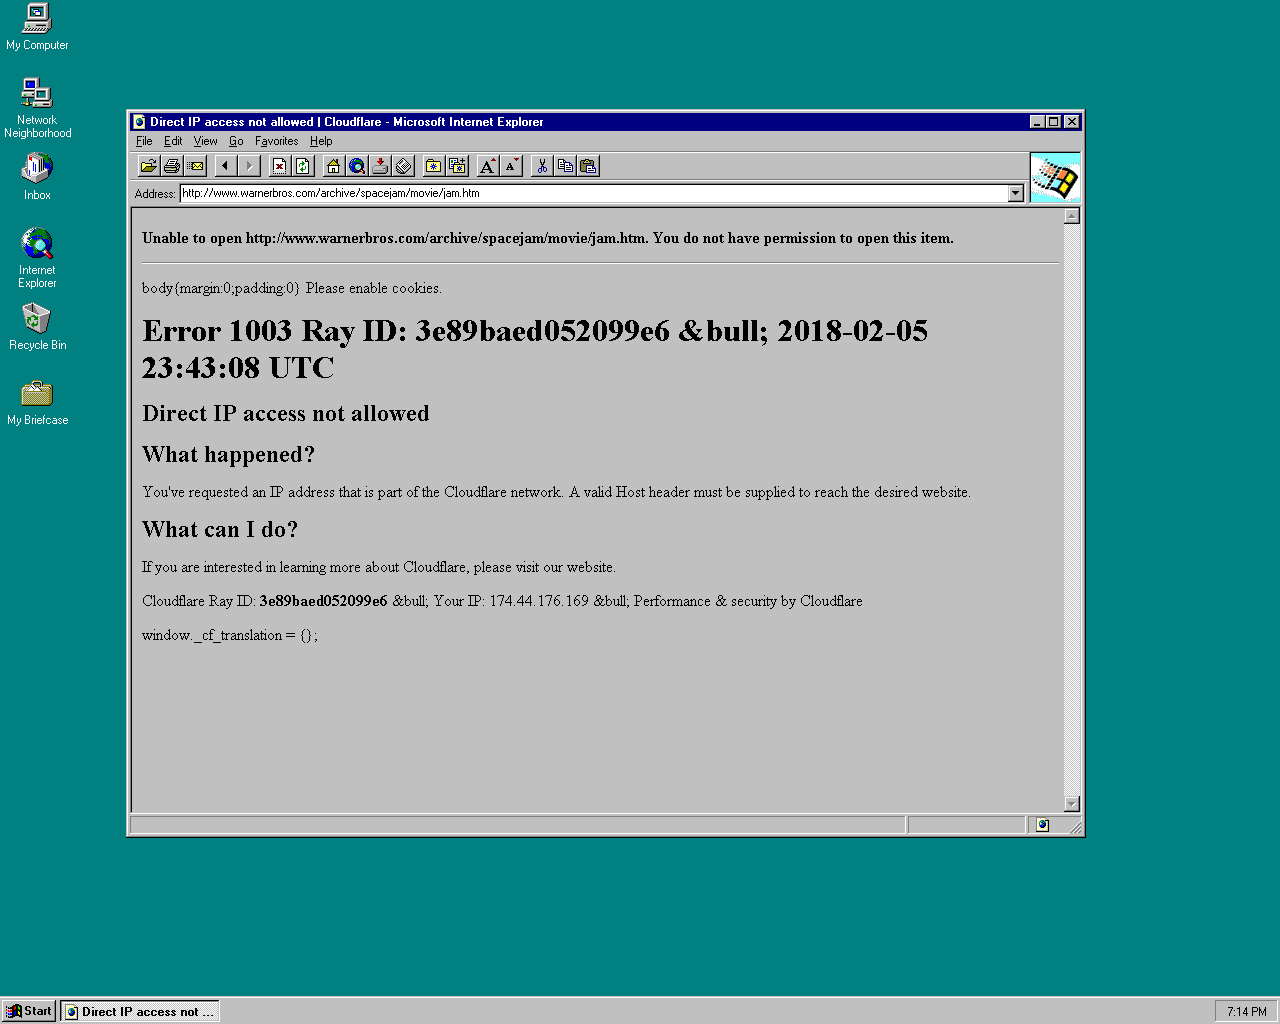 My Computer
Network
Neighborhood
Inbox
Internet
Explorer
Recycle Bin
My Briefcase
Direct IP access not allowed | Cloudflare - Microsoft Internet Explorer
File Edit View Go Favorites Help
Address: http://www.warnerbros.com/archive/spacejam/movie/jam.htm
Unable to open http://www.warnerbros.com/archive/spacejam/movie/jam.htm. You do not have permission to open this item.
body{margin:0;padding:0} Please enable cookies.
Error 1003 Ray ID: 3e89baed052099e6 &bull; 2018-02-05
23:43:08 UTC
Direct IP access not allowed
What happened?
You've requested an IP address that is part of the Cloudflare network. A valid Host header must be supplied to reach the desired website.
What can I do?
If you are interested in learning more about Cloudflare, please visit our website.
Cloudflare Ray ID: 3e89baed052099e6 &bull; Your IP: 174.44.176.169 &bull; Performance & security by Cloudflare
window._cf_translation = {};
Start
Direct IP access not ...
7:14 PM